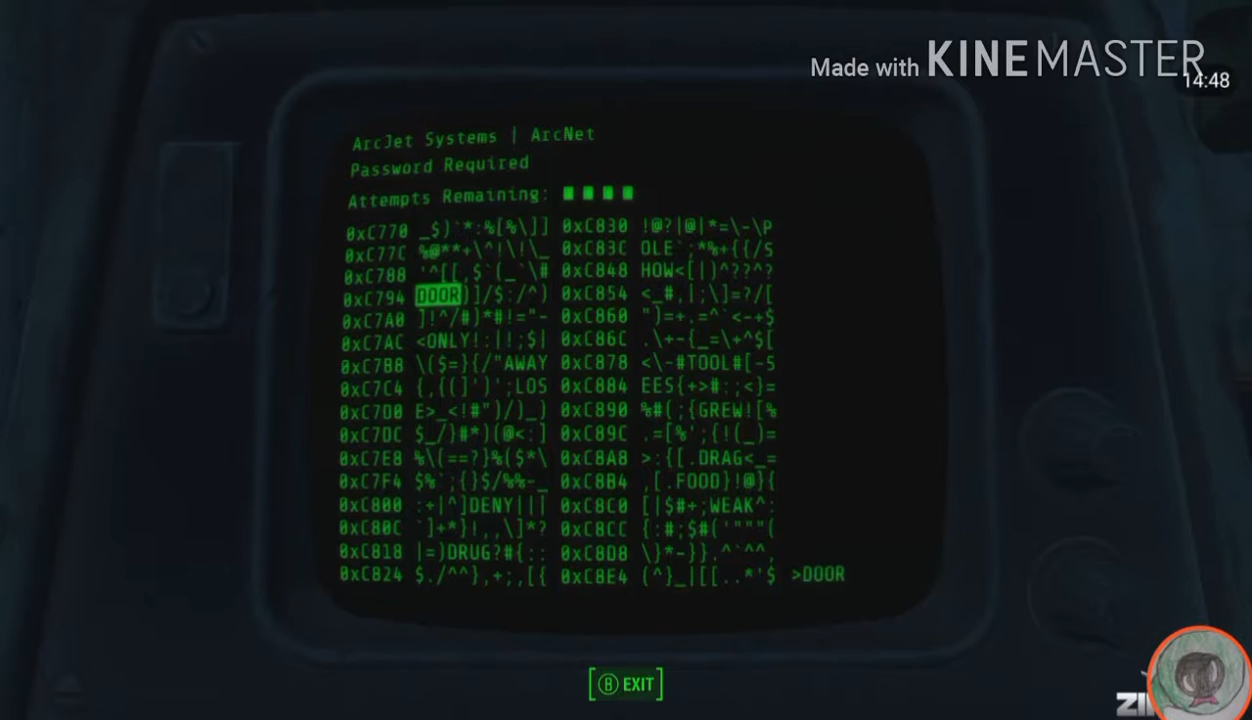 Made with KINEMASTER
14:48
ArcJet Systems | ArcNet
Password Required
Attempts Remaining: ■ ■ ■ ■
0xC770 _$)`*:%[%\]] 0xC830 !@?|@|*=\-\P
0xC77C %@**+\^!\!\_ 0xC83C OLE`;*%+{{/S
0xC788 '^[[,$`(_`\# 0xC848 HOW<[|)^??^?
0xC794 DOOR)]/$:/^) 0xC854 <_#,|;\]=?/[
0xC7A0 ]!^/#)*#!="- 0xC860 ")=+.=^`<-+$
0xC7AC <ONLY!:||!;$| 0xC86C .\+-{_=\+^$[
0xC7B8 \($=}{/"AWAY 0xC878 <\-#TOOL#[-S
0xC7C4 {,{(]')';LOS 0xC884 EES{+>#:;<}=
0xC7D0 E>_<!#")/)_) 0xC890 %#(;{GREW![%
0xC7DC $_/}#*)(@<:] 0xC89C .=[%';{!(_)=
0xC7E8 %\(==?}%($*\ 0xC8A8 >:{[.DRAG<_=
0xC7F4 $%`;{}$/%%-_ 0xC8B4 ,[.FOOD}!@}{
0xC800 :+|^]DENY||| 0xC8C0 [|$#+;WEAK^:
0xC80C `]+*}!,,\]*? 0xC8CC {:#;$#('"""(
0xC818 |=)DRUG?#{:: 0xC8D8 \}*-}}.^`^^,
0xC824 $./^^},+;,[{ 0xC8E4 (^}_|[[..*'$ >DOOR
Ⓑ EXIT